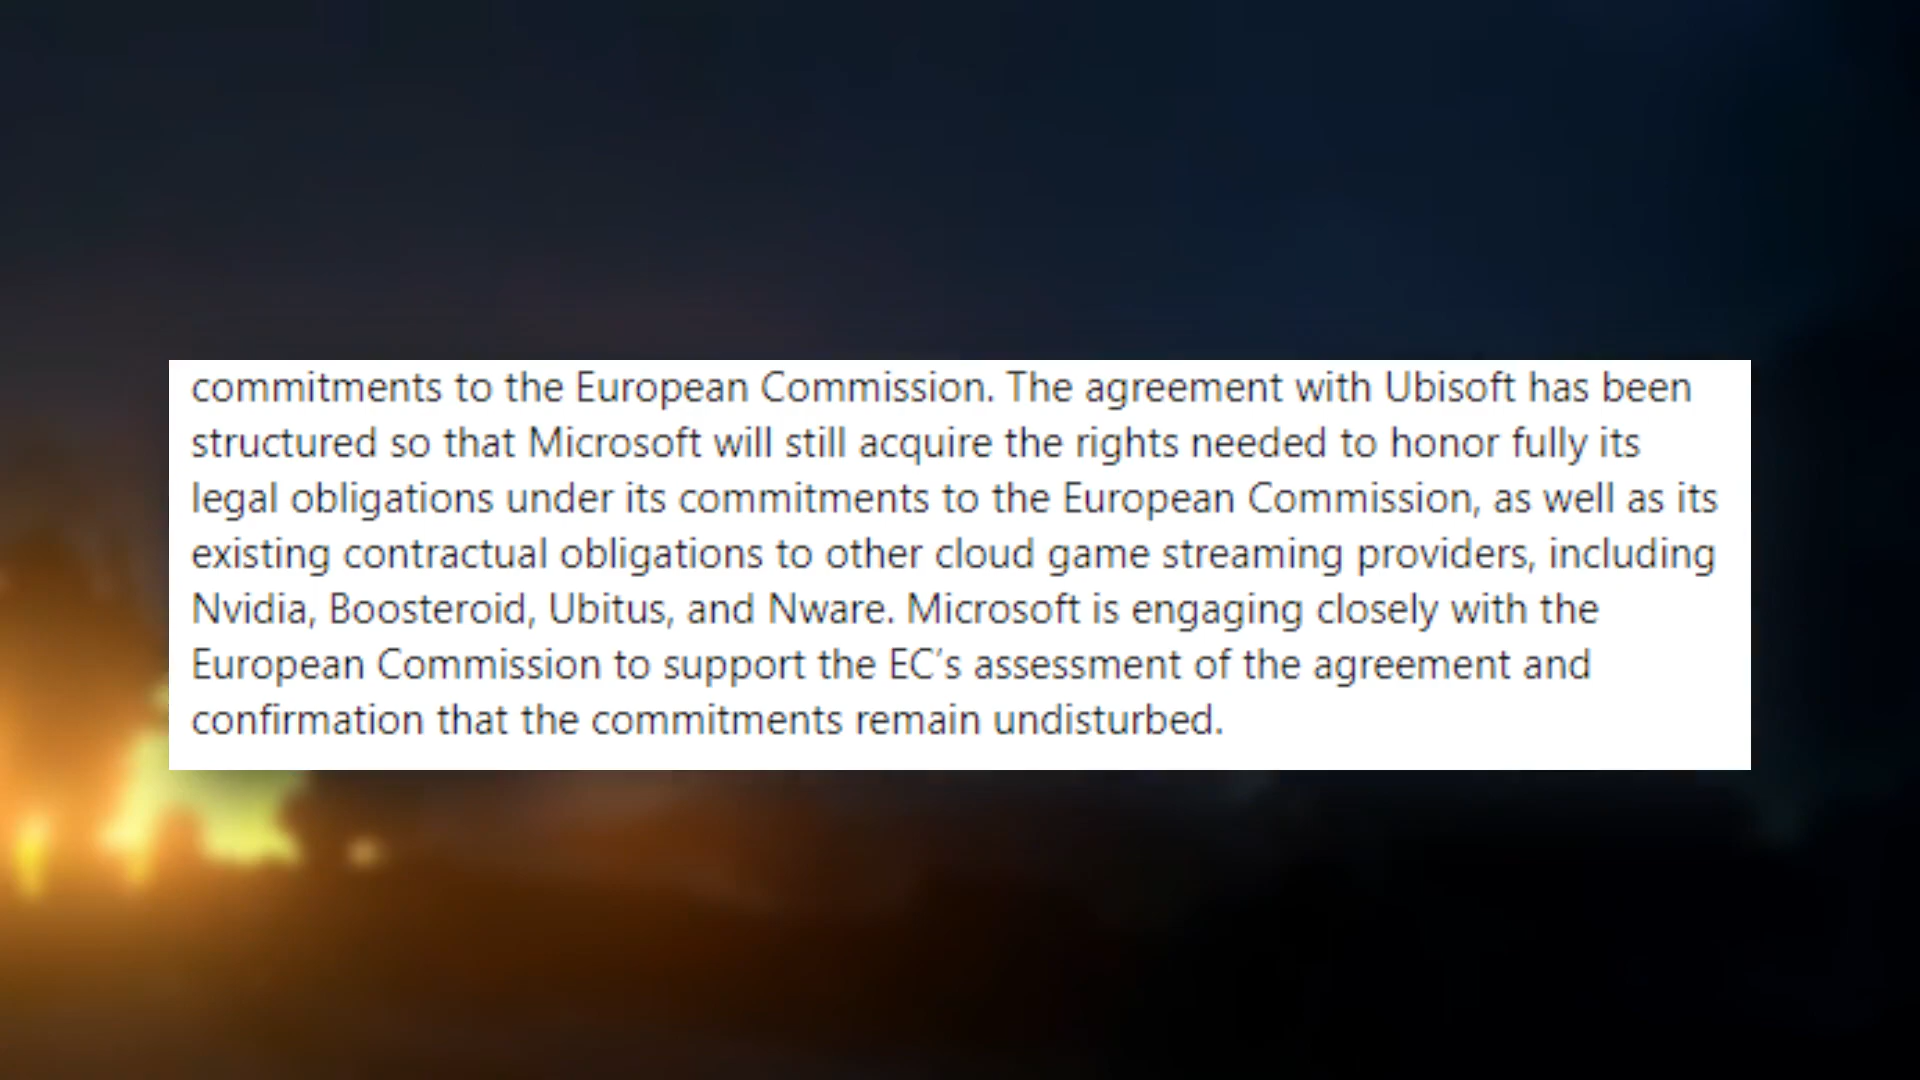 commitments to the European Commission. The agreement with Ubisoft has been
structured so that Microsoft will still acquire the rights needed to honor fully its
legal obligations under its commitments to the European Commission, as well as its
existing contractual obligations to other cloud game streaming providers, including
Nvidia, Boosteroid, Ubitus, and Nware. Microsoft is engaging closely with the
European Commission to support the EC’s assessment of the agreement and
confirmation that the commitments remain undisturbed.